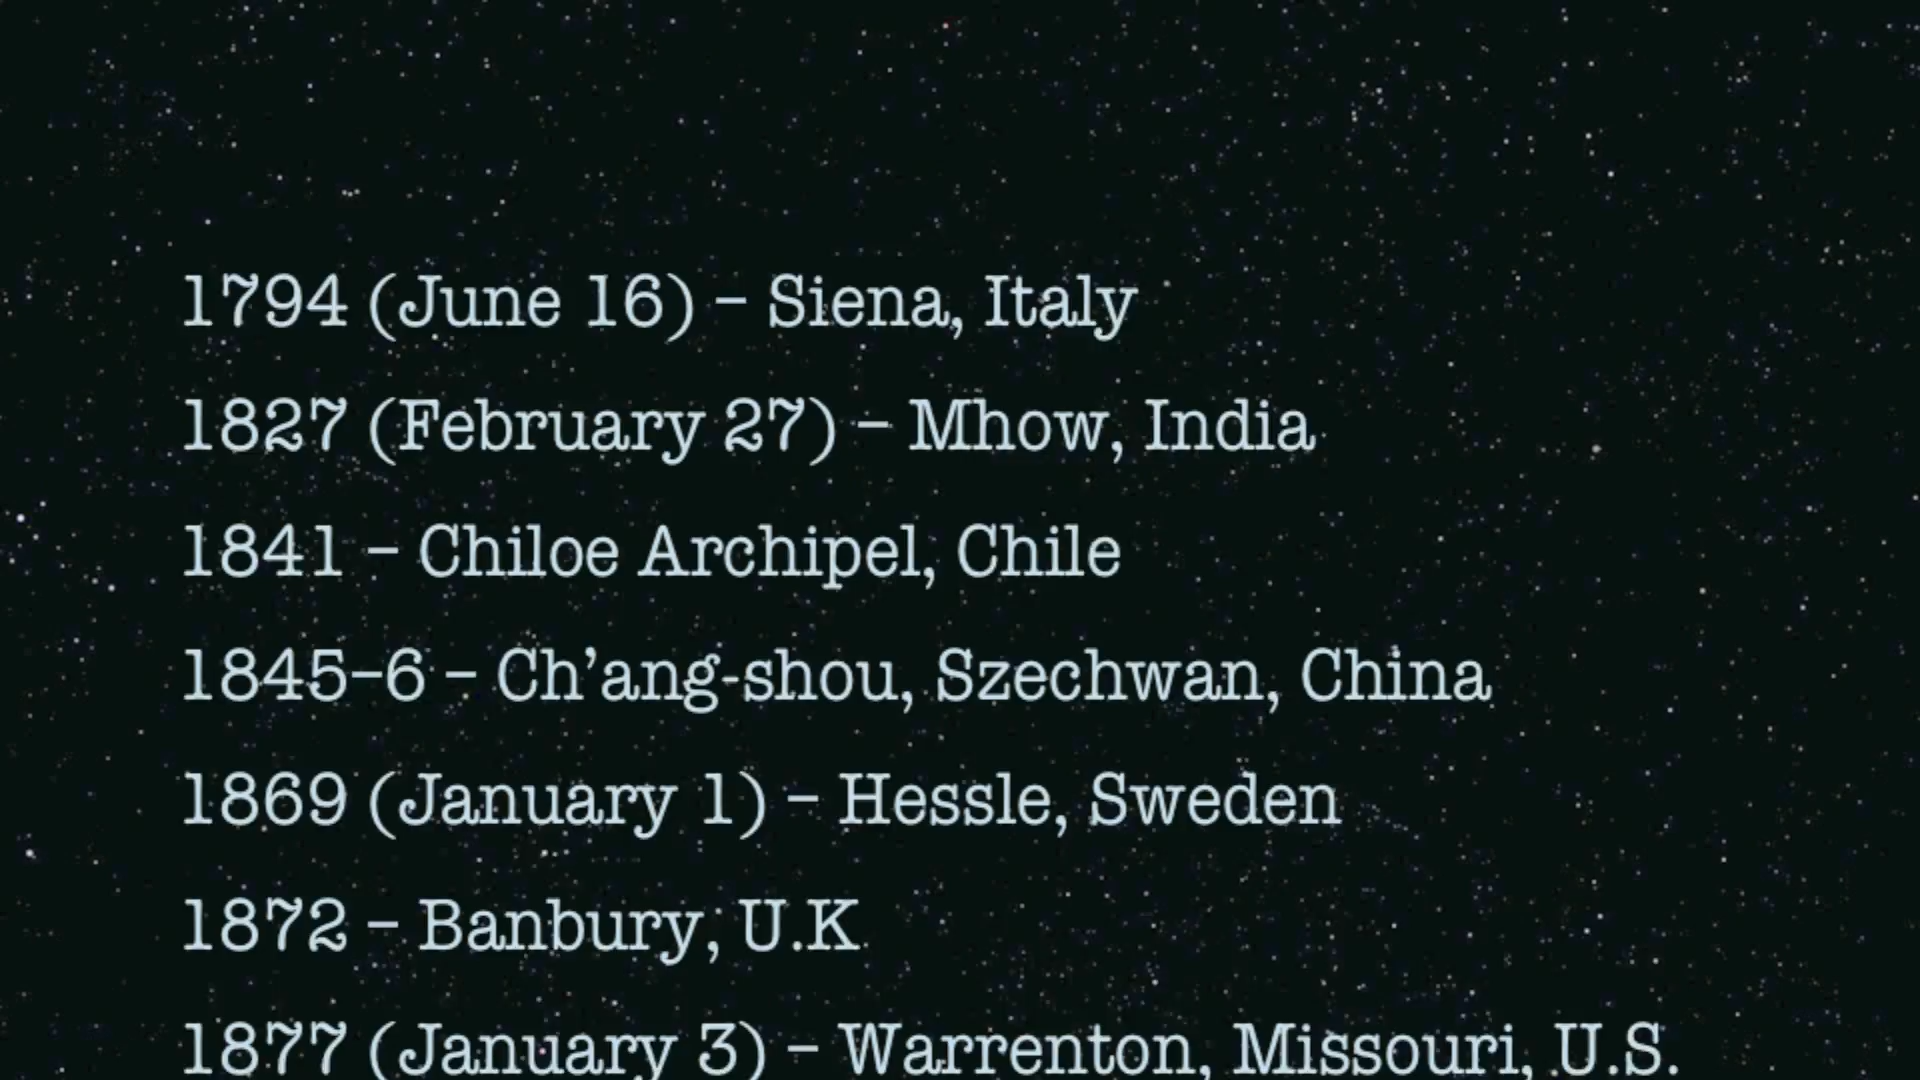 1794 (June 16) – Siena, Italy
1827 (February 27) – Mhow, India
1841 – Chiloe Archipel, Chile
1845–6 – Ch’ang-shou, Szechwan, China
1869 (January 1) – Hessle, Sweden
1872 – Banbury, U.K
1877 (January 3) – Warrenton, Missouri, U.S.